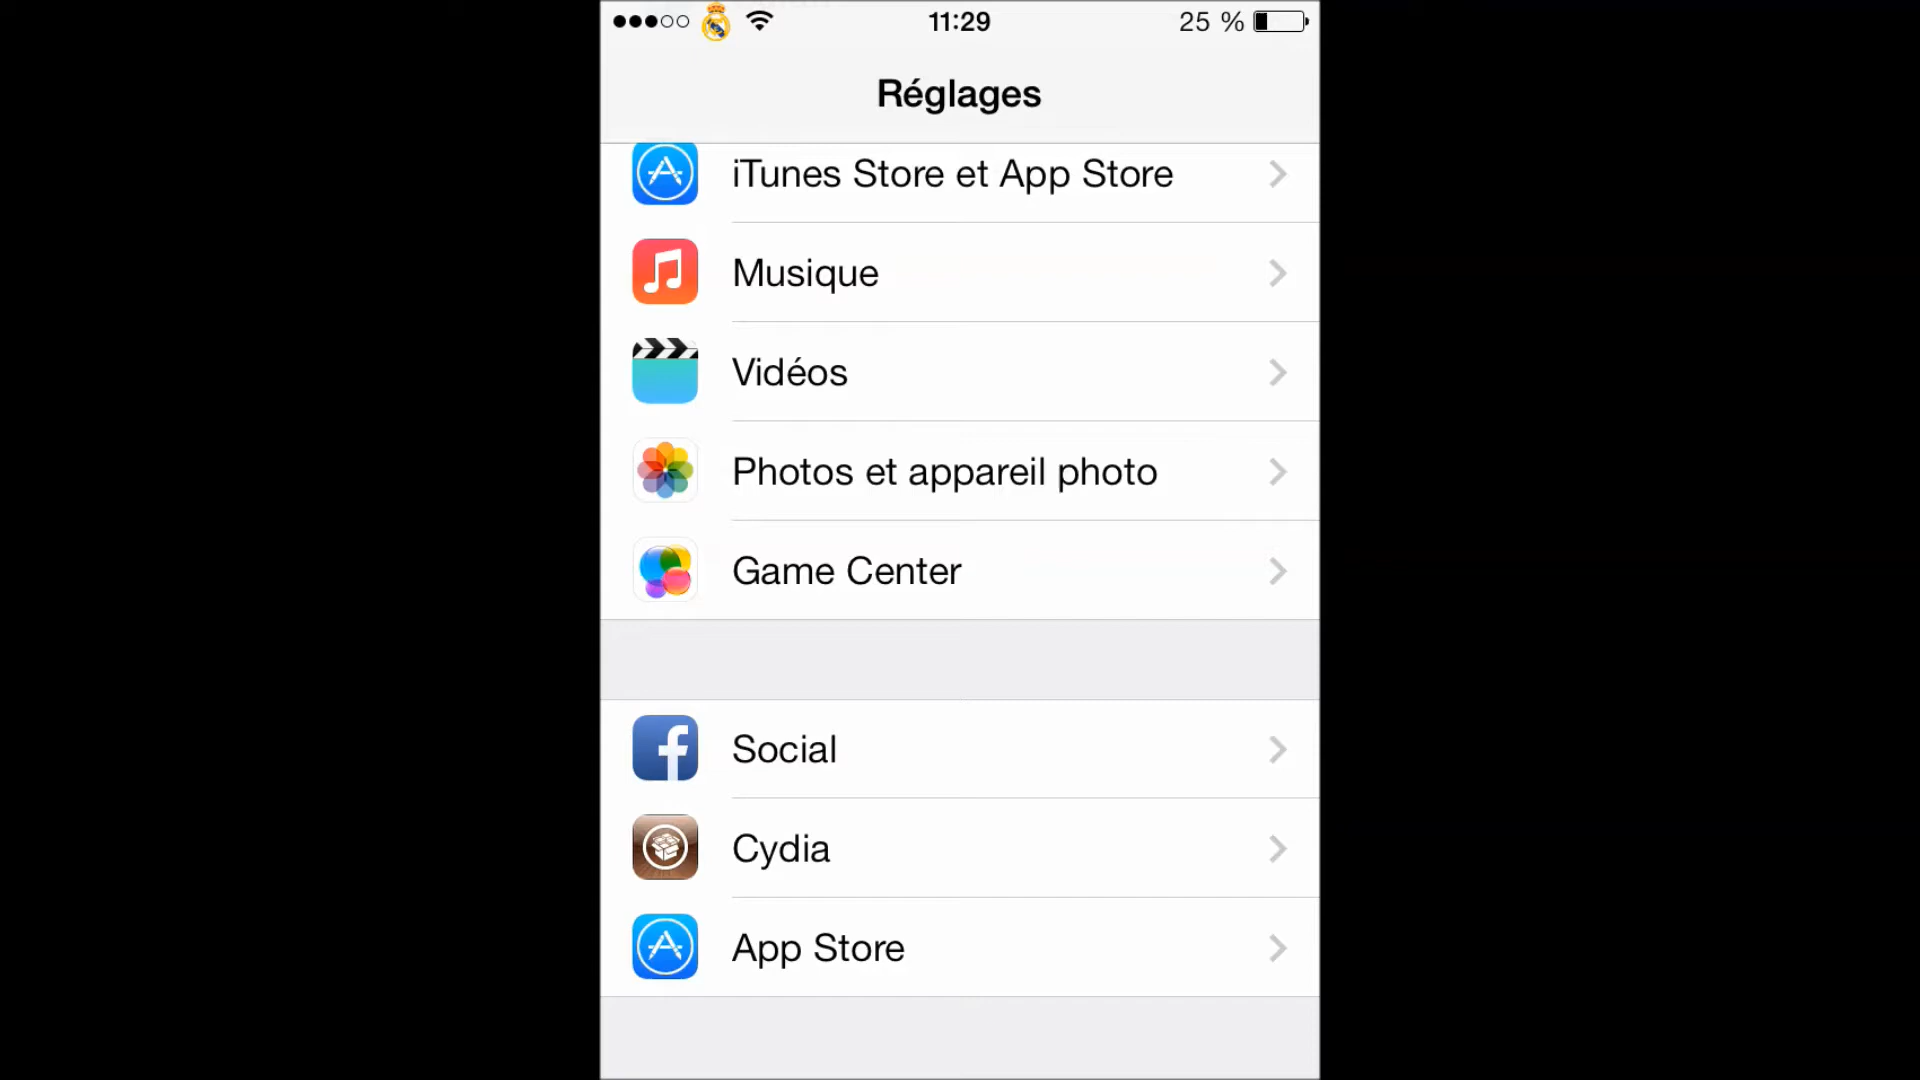 11:29 25 %
Réglages
iTunes Store et App Store
Musique
Vidéos
Photos et appareil photo
Game Center
Social
Cydia
App Store